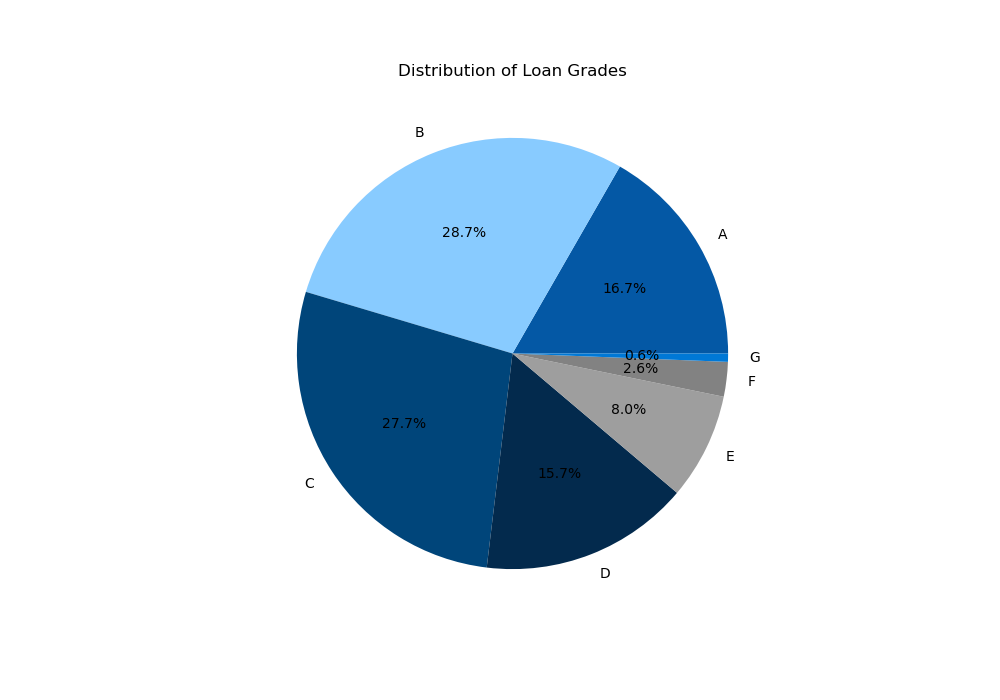 Distribution of Loan Grades
B
A
28.7%
16.7%
0.6%
G
2.6%
F
8.0%
27.7%
E
15.7%
C
D